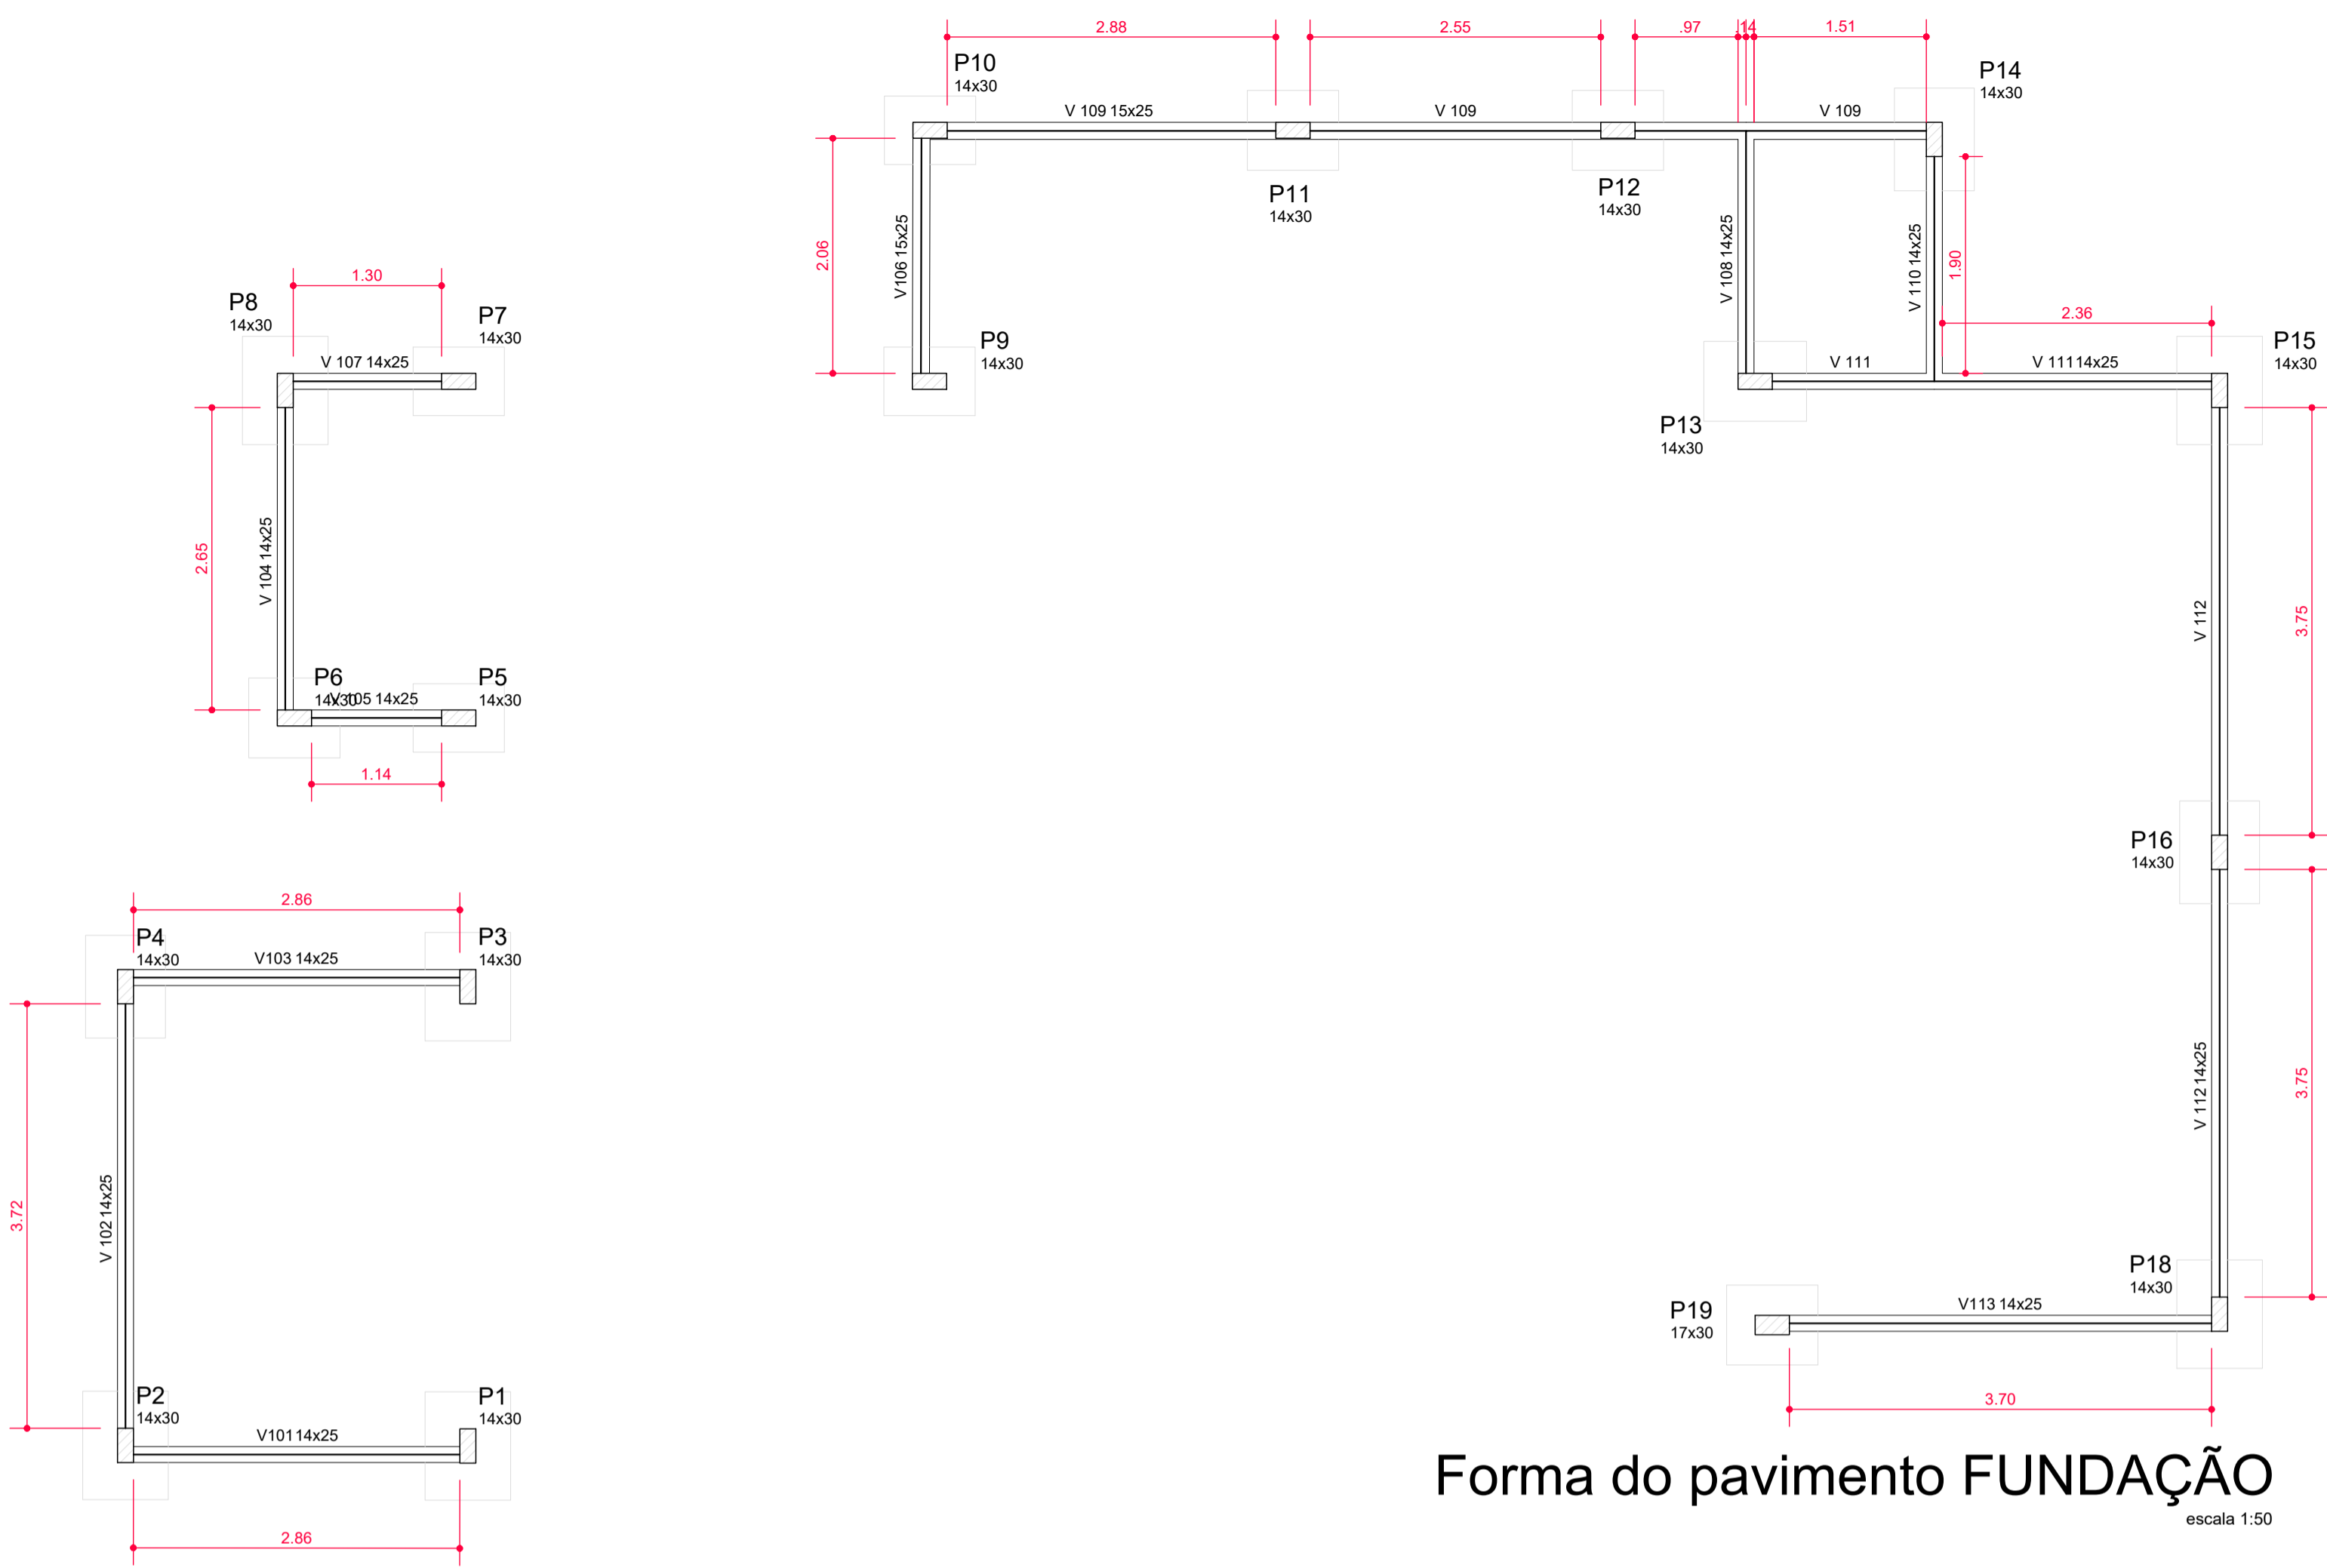 2.88
2.55
.97
.14
1.51
P10
14x30
P14
14x30
V 109 15x25
V 109
V 109
P11
14x30
P12
14x30
2.06
V106 15x25
V 108 14x25
V 110 14x25
1.90
1.30
P8
14x30
P7
14x30
V 107 14x25
P9
14x30
2.36
V 111
V 111 14x25
P15
14x30
P13
14x30
2.65
V 104 14x25
V 112
3.75
P6
14x30
V 105 14x25
P5
14x30
1.14
P16
14x30
2.86
P4
14x30
V103 14x25
P3
14x30
V 112 14x25
3.75
3.72
V 102 14x25
P18
14x30
P19
17x30
V113 14x25
3.70
P2
14x30
P1
14x30
V101 14x25
2.86
Forma do pavimento FUNDAÇÃO
escala 1:50